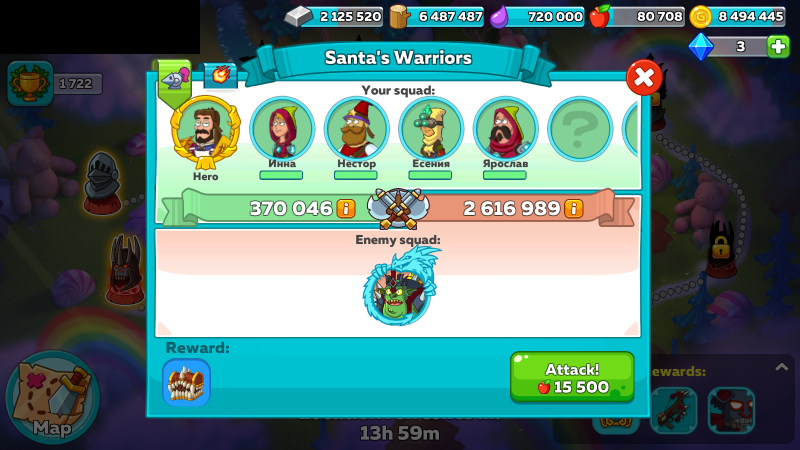 2 125 520
6 487 487
720 000
80 708
8 494 445
3
1 722
Santa's Warriors
Your squad:
Hero
Инна
Нестор
Есения
Ярослав
?
370 046
2 616 989
Enemy squad:
Reward:
Attack!
15 500
Map
13h 59m
ewards: